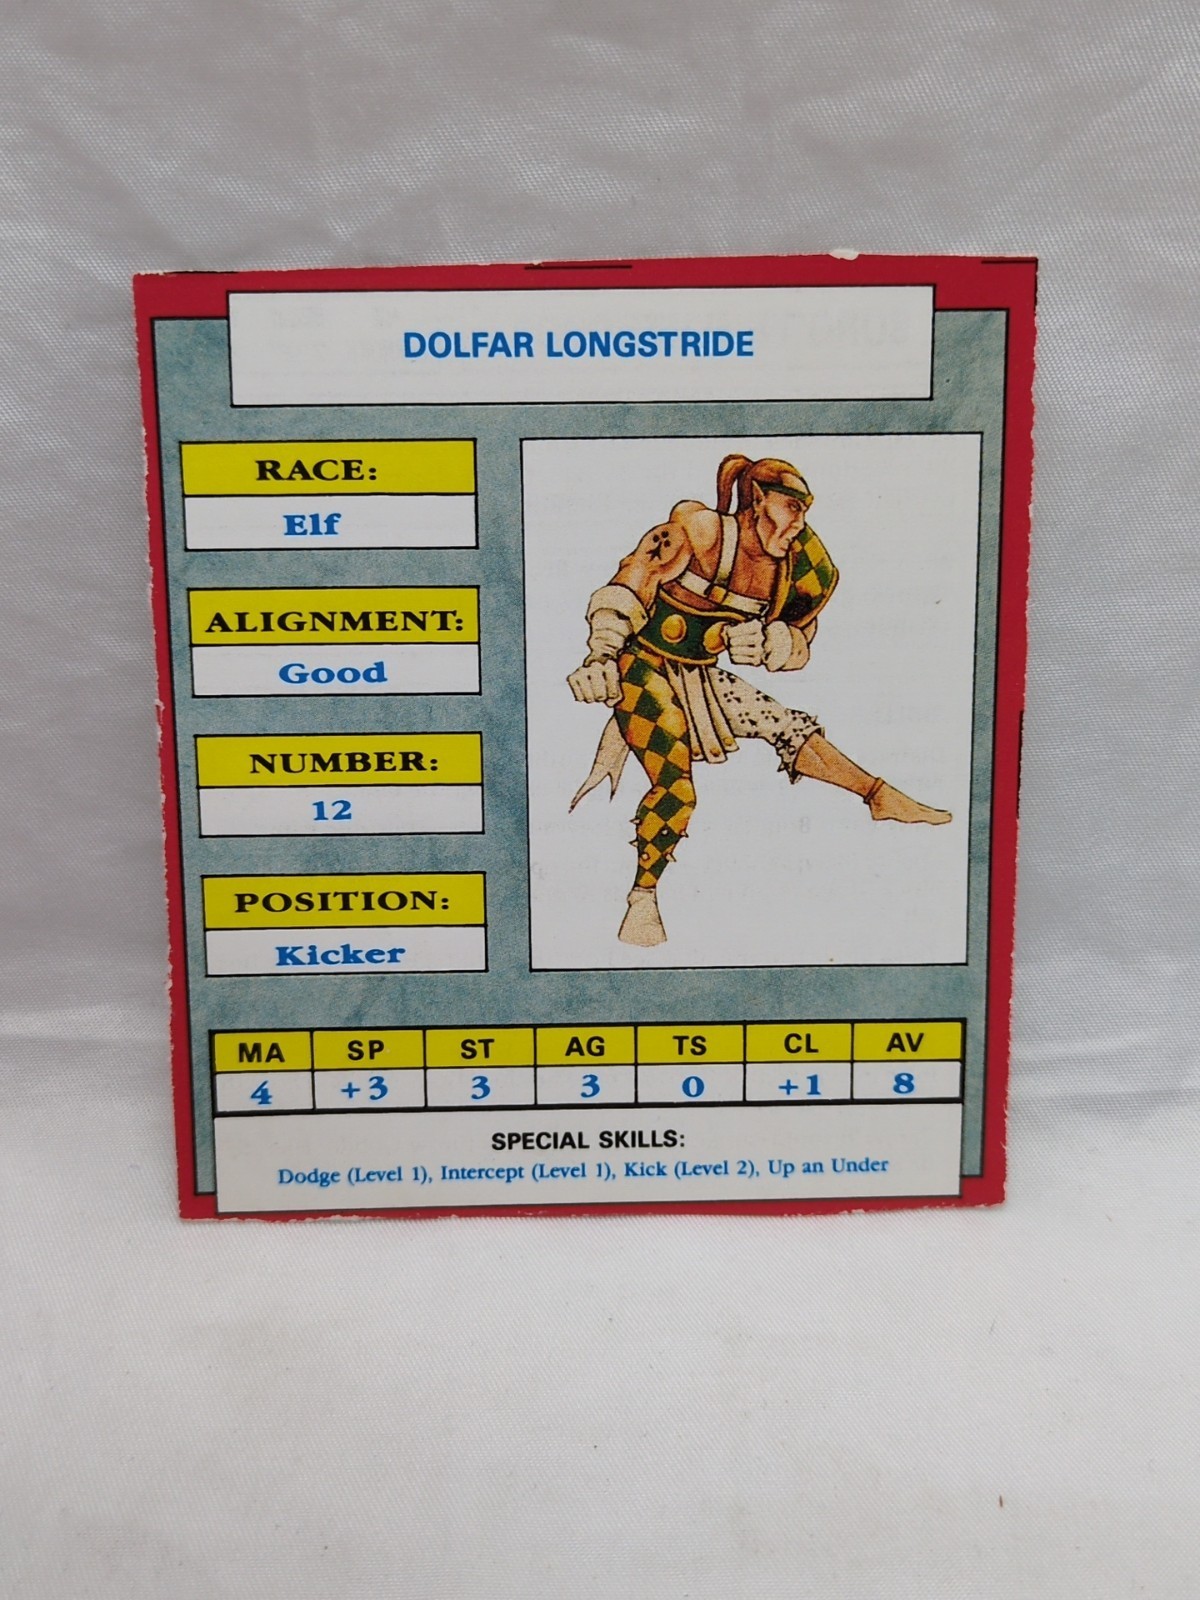 DOLFAR LONGSTRIDE
RACE:
Elf
ALIGNMENT:
Good
NUMBER:
12
POSITION:
Kicker
MA SP ST AG TS CL AV
4 +3 3 3 0 +1 8
SPECIAL SKILLS:
Dodge (Level 1), Intercept (Level 1), Kick (Level 2), Up an Under